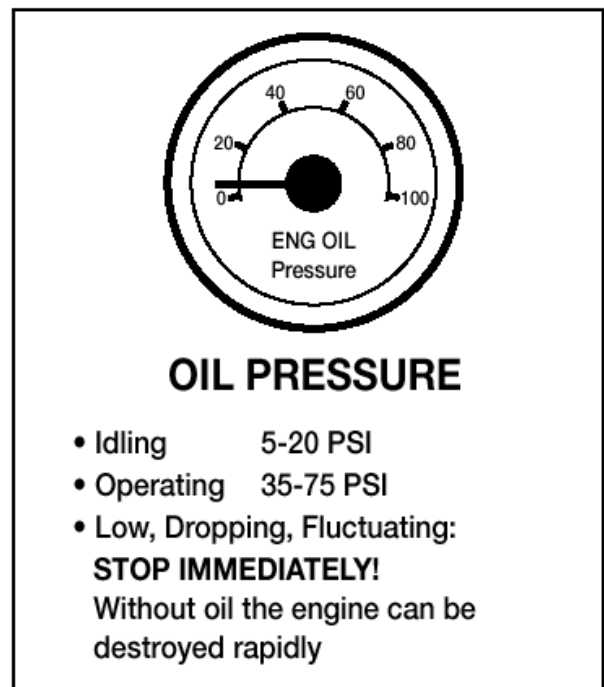 40 60
20 80
0 100
ENG OIL
Pressure
OIL PRESSURE
• Idling 5-20 PSI
• Operating 35-75 PSI
• Low, Dropping, Fluctuating:
STOP IMMEDIATELY!
Without oil the engine can be
destroyed rapidly